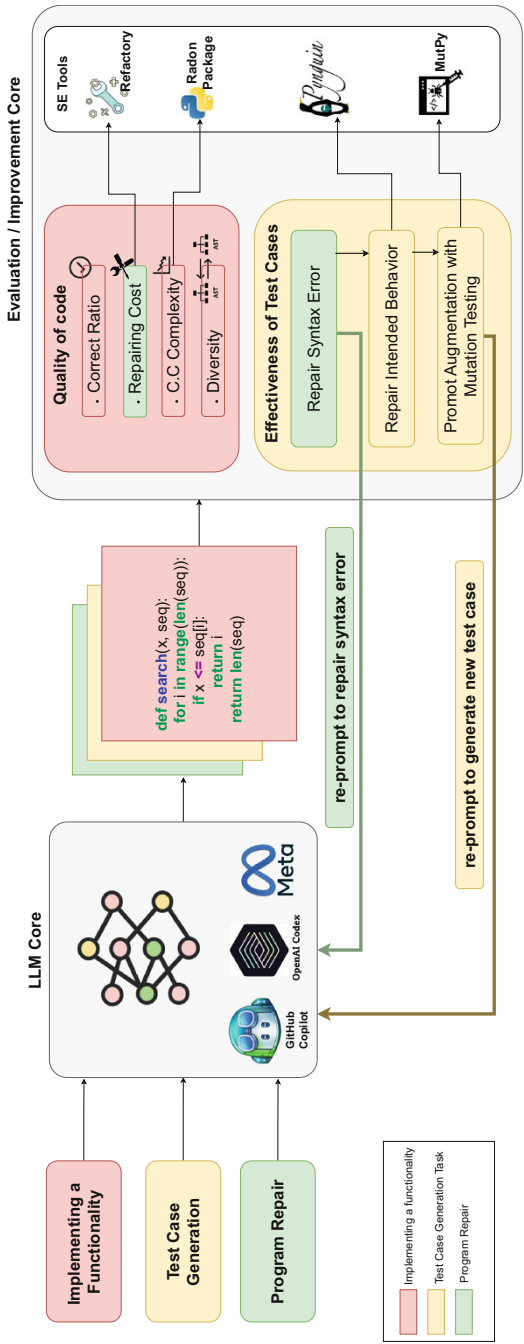 Implementing a
Functionality
Test Case
Generation
Program Repair
Implementing a functionality
Test Case Generation Task
Program Repair
LLM Core
GitHub
Copilot
OpenAI Codex
Meta
def search(x, seq):
for i in range(len(seq)):
if x <= seq[i]:
return i
return len(seq)
re-prompt to repair syntax error
re-prompt to generate new test case
Evaluation / Improvement Core
Quality of code
• Correct Ratio
• Repairing Cost
• C.C Complexity
• Diversity
AST
AST
Effectiveness of Test Cases
Repair Syntax Error
Repair Intended Behavior
Promot Augmentation with
Mutation Testing
SE Tools
Refactory
Radon
Package
Pynguin
</>
MutPy